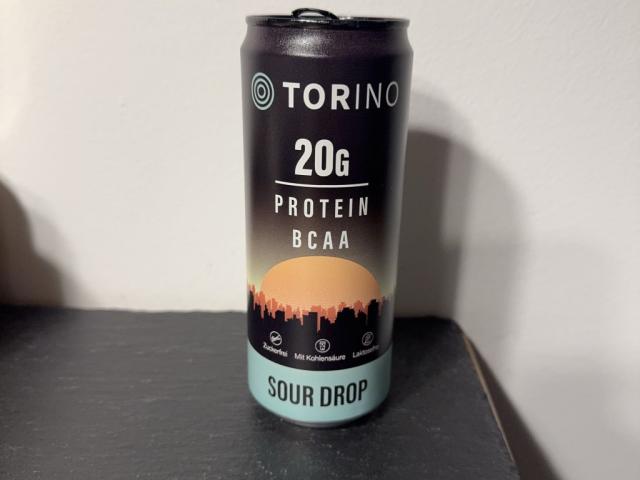 TORINO
20G
PROTEIN
BCAA
Zuckerfrei Mit Kohlensäure Laktosefrei
SOUR DROP